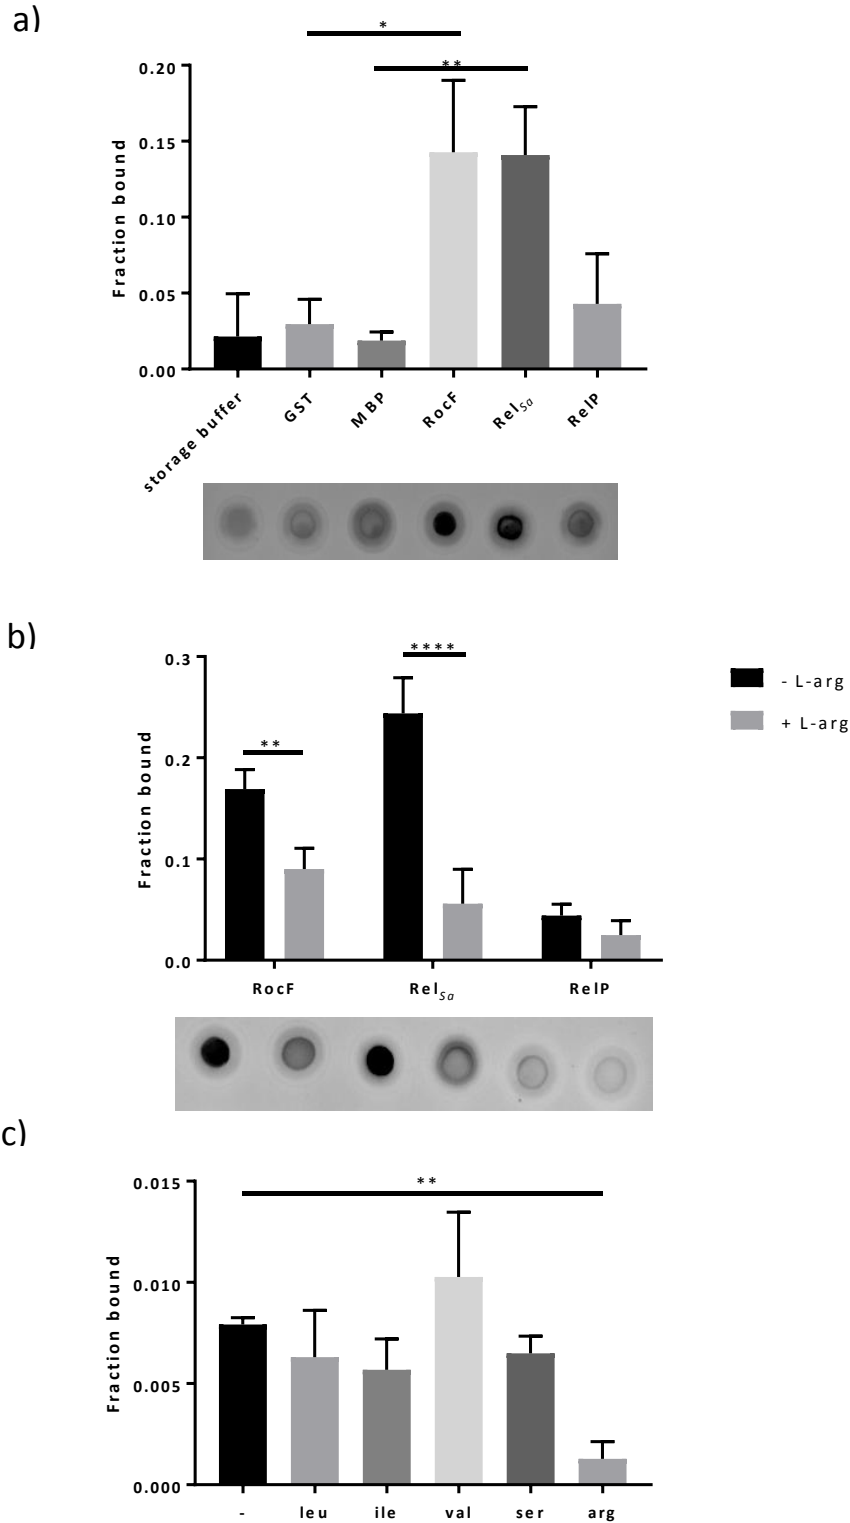 a)
*
**
0.20
0.15
0.10
0.05
0.00
Fraction bound
storage buffer
GST
MBP
RocF
RelSa
RelP
b)
****
**
0.3
0.2
0.1
0.0
Fraction bound
- L-arg
+ L-arg
RocF RelSa RelP
c)
**
0.015
0.010
0.005
0.000
Fraction bound
- leu ile val ser arg